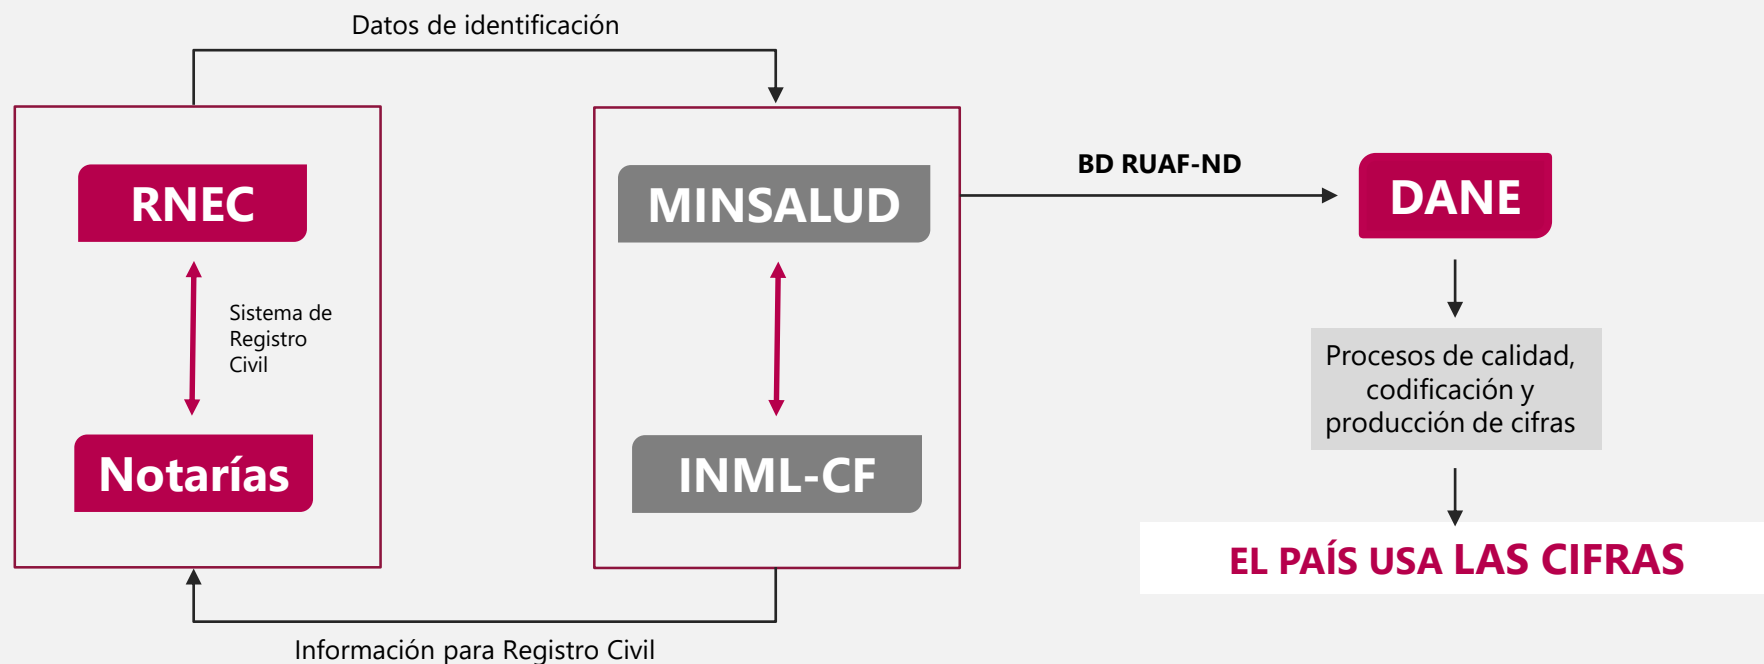 Datos de identificación
RNEC
MINSALUD
BD RUAF-ND
DANE
Sistema de
Registro
Civil
Procesos de calidad,
codificación y
producción de cifras
Notarías
INML-CF
EL PAÍS USA LAS CIFRAS
Información para Registro Civil